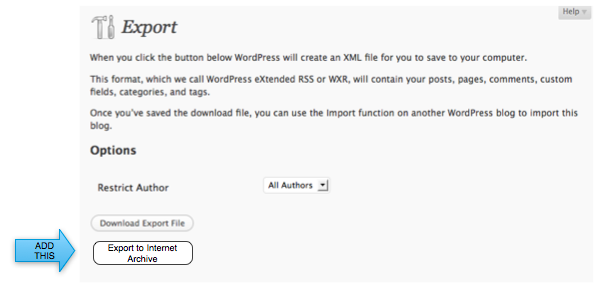 Help
Export
When you click the button below WordPress will create an XML file for you to save to your computer.
This format, which we call WordPress eXtended RSS or WXR, will contain your posts, pages, comments, custom
fields, categories, and tags.
Once you've saved the download file, you can use the Import function on another WordPress blog to import this
blog.
Options
Restrict Author
All Authors
Download Export File
ADD
THIS
Export to Internet
Archive